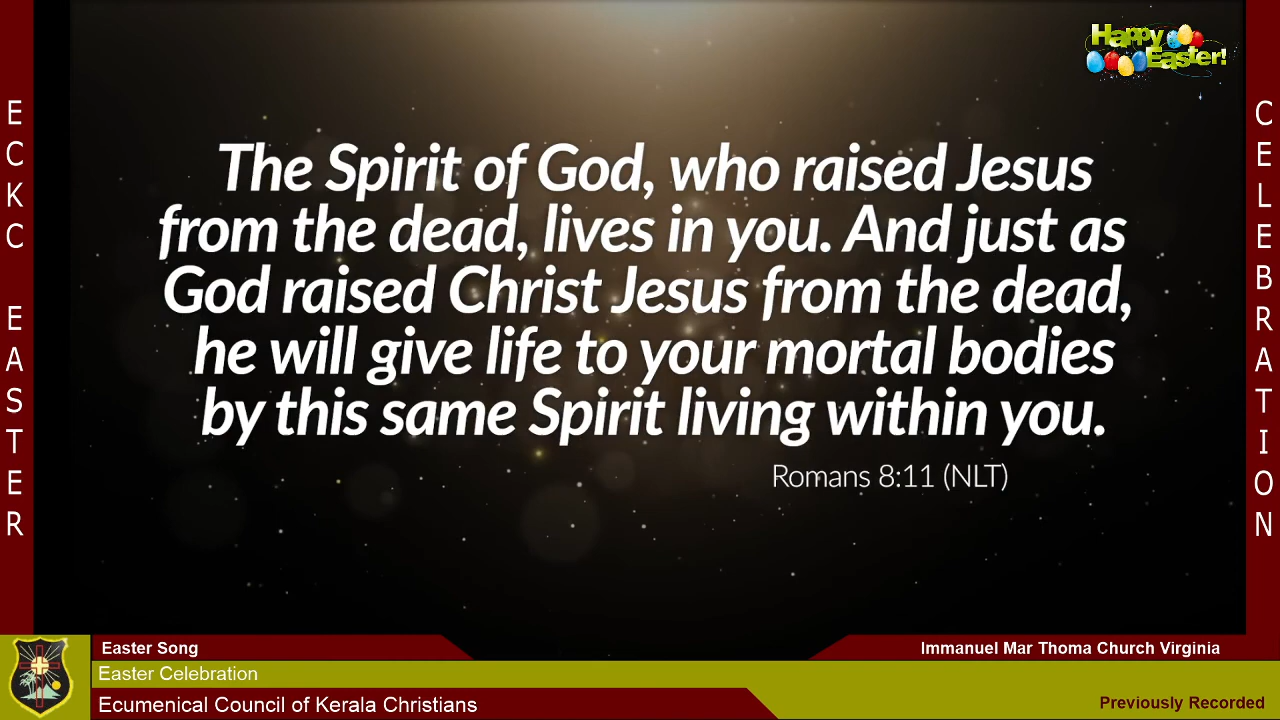 Happy
Easter!
ECKC EASTER
CELEBRATION
The Spirit of God, who raised Jesus
from the dead, lives in you. And just as
God raised Christ Jesus from the dead,
he will give life to your mortal bodies
by this same Spirit living within you.
Romans 8:11 (NLT)
Easter Song
Immanuel Mar Thoma Church Virginia
Easter Celebration
Ecumenical Council of Kerala Christians
Previously Recorded